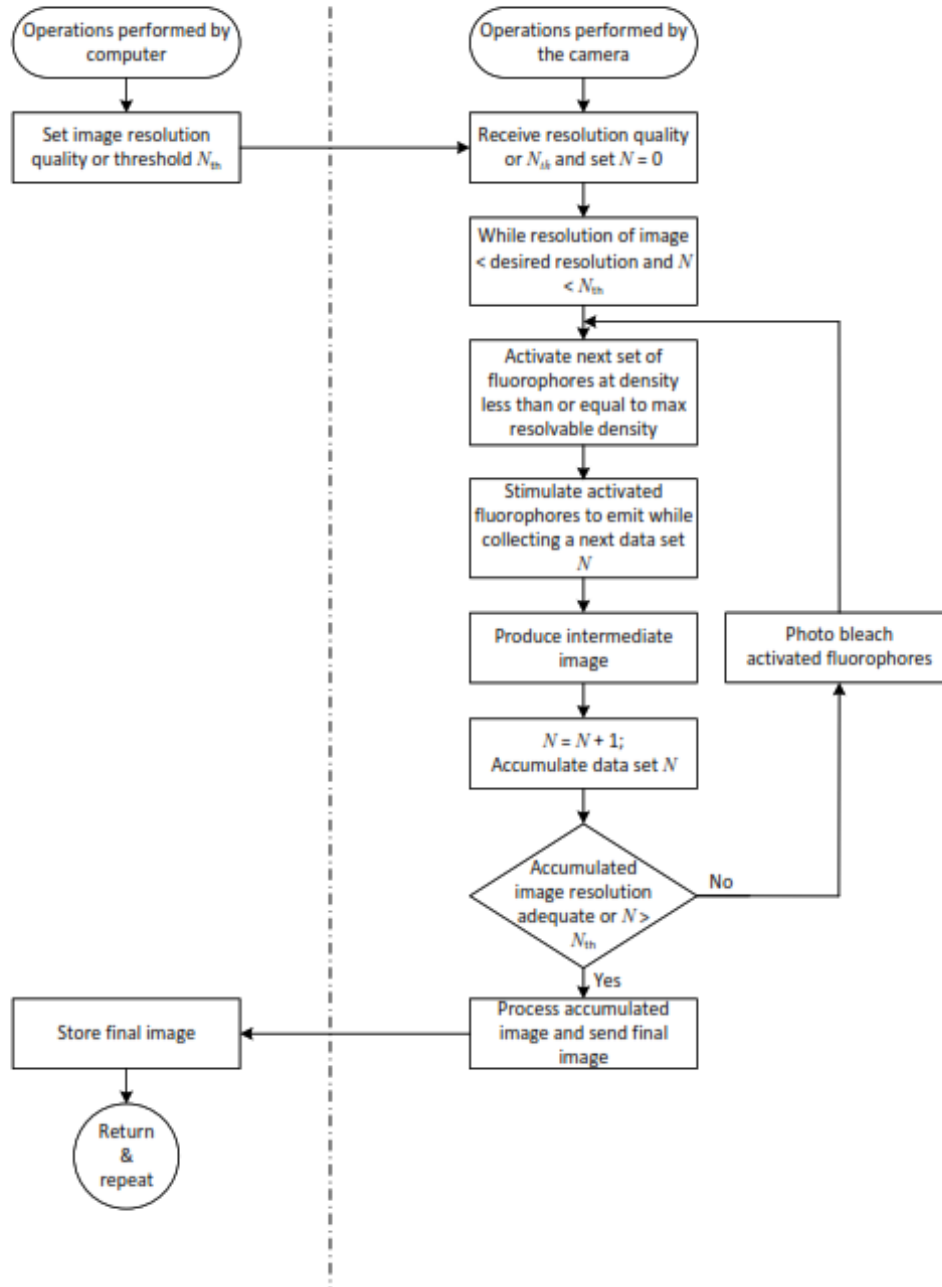 Operations performed by
computer
Operations performed by
the camera
Set image resolution
quality or threshold Nth
Receive resolution quality
or Nth and set N = 0
While resolution of image
< desired resolution and N
< Nth
Activate next set of
fluorophores at density
less than or equal to max
resolvable density
Stimulate activated
fluorophores to emit while
collecting a next data set
N
Produce intermediate
image
Photo bleach
activated fluorophores
N = N + 1;
Accumulate data set N
Accumulated
image resolution
adequate or N >
Nth
No
Yes
Process accumulated
image and send final
image
Store final image
Return
&
repeat